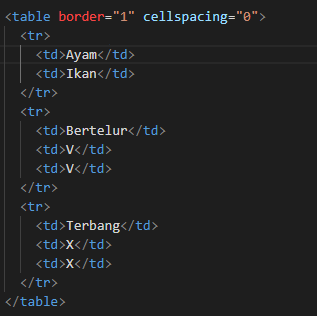 <table border="1" cellspacing="0">
<tr>
<td>Ayam</td>
<td>Ikan</td>
</tr>
<tr>
<td>Bertelur</td>
<td>V</td>
<td>V</td>
</tr>
<tr>
<td>Terbang</td>
<td>X</td>
<td>X</td>
</tr>
</table>